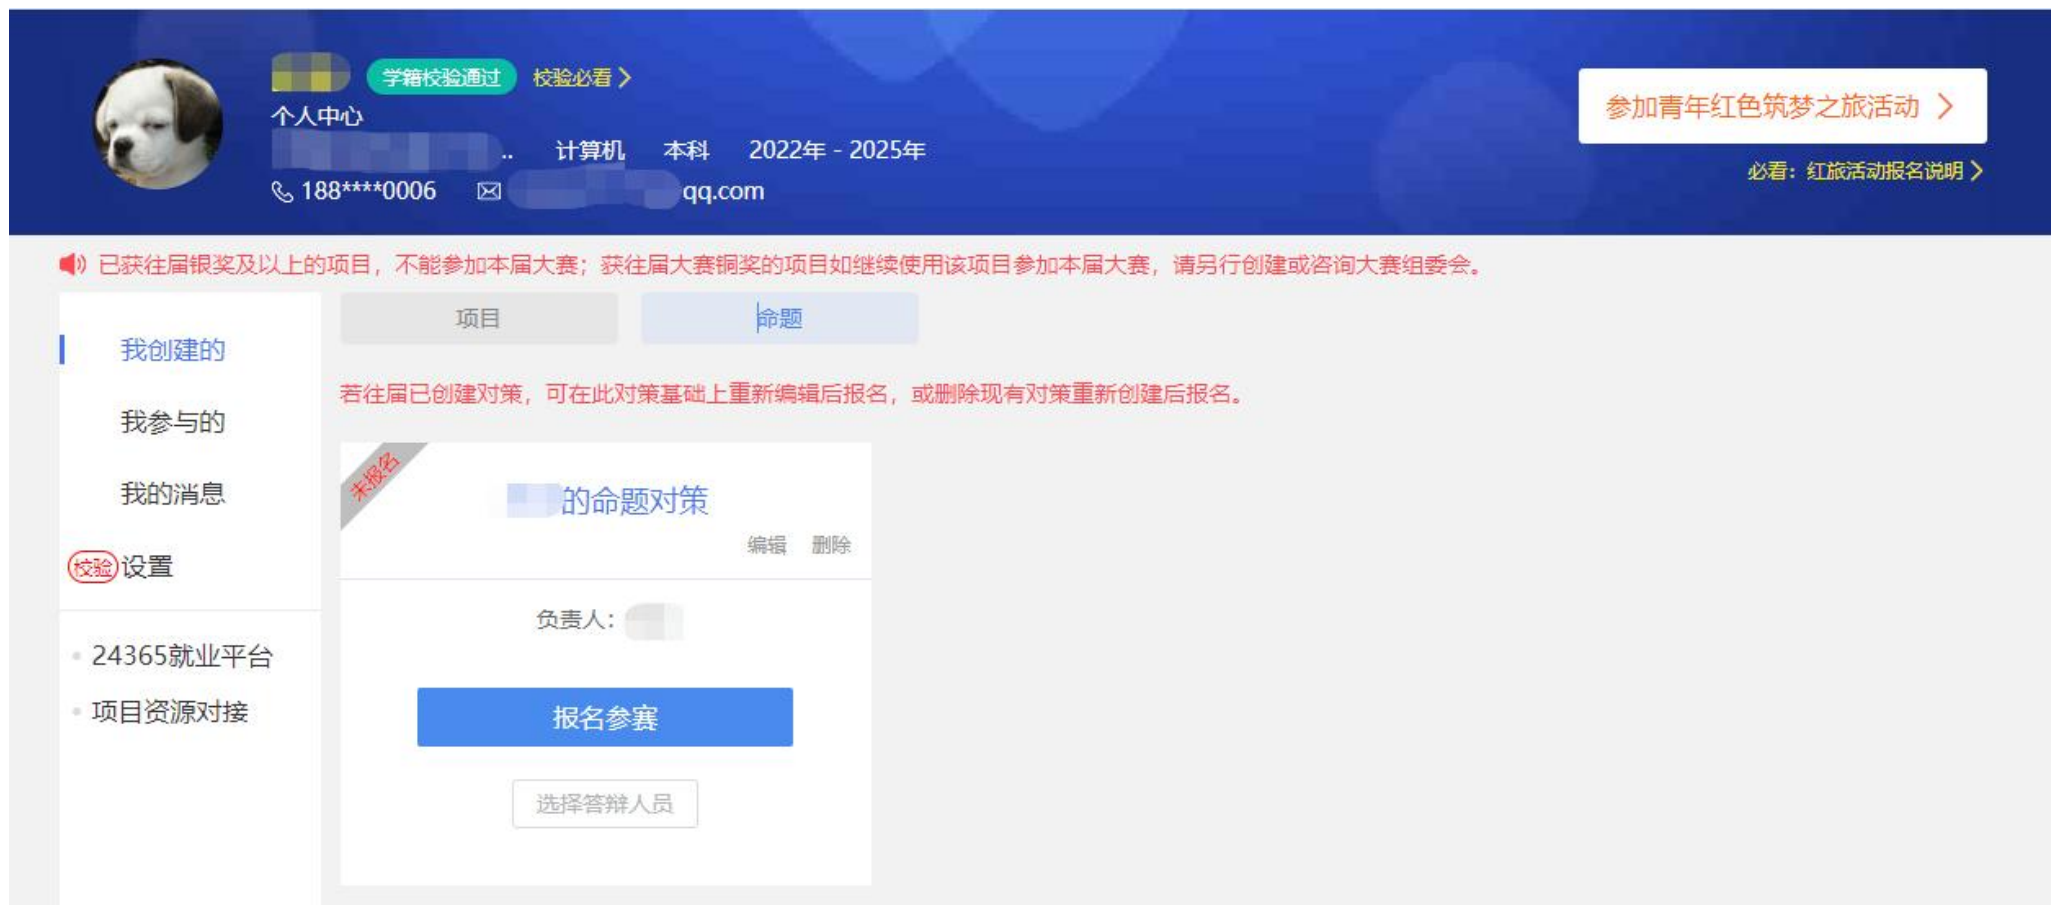 学籍校验通过 校验必看
个人中心
.. 计算机 本科 2022年 - 2025年
188****0006 qq.com
参加青年红色筑梦之旅活动
必看：红旅活动报名说明
已获往届银奖及以上的项目，不能参加本届大赛；获往届大赛铜奖的项目如继续使用该项目参加本届大赛，请另行创建或咨询大赛组委会。
我创建的
我参与的
我的消息
校验 设置
24365就业平台
项目资源对接
项目 命题
若往届已创建对策，可在此对策基础上重新编辑后报名，或删除现有对策重新创建后报名。
未报名
的命题对策
编辑 删除
负责人：
报名参赛
选择答辩人员